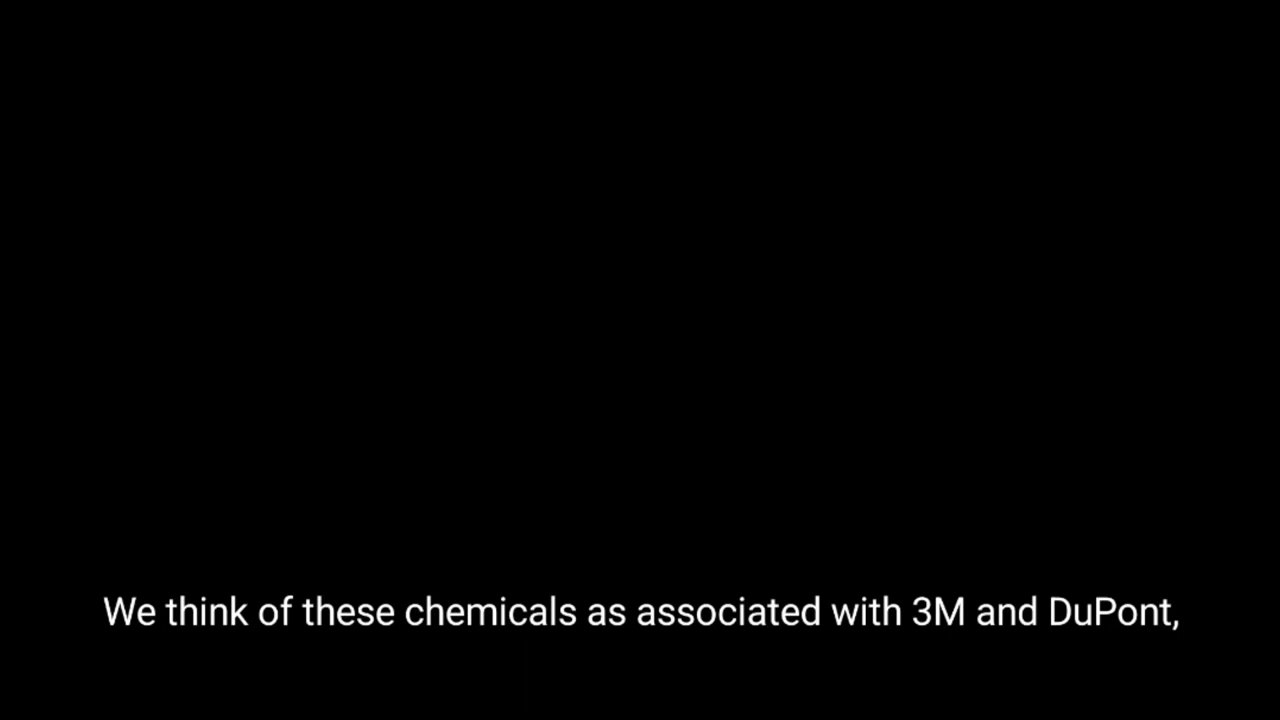 We think of these chemicals as associated with 3M and DuPont,